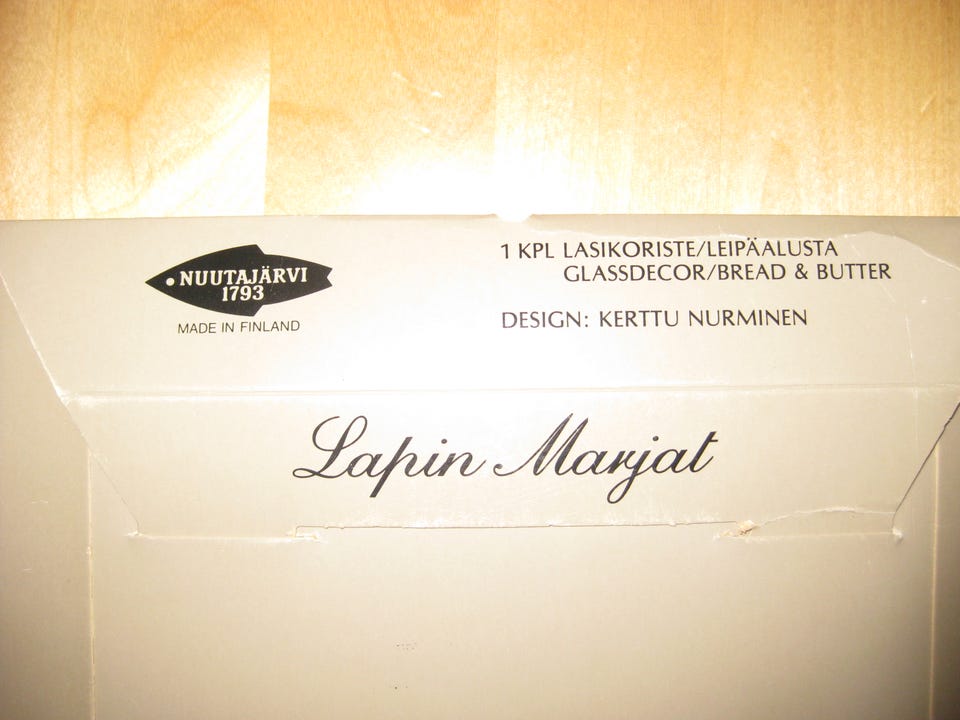 NUUTAJÄRVI
1793
MADE IN FINLAND
1 KPL LASIKORISTE/LEIPÄALUSTA
GLASSDECOR/BREAD & BUTTER
DESIGN: KERTTU NURMINEN
Lapin Marjat